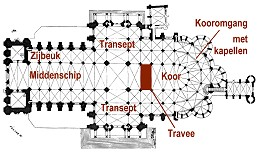 Kooromgang
met
kapellen
Transept
Zijbeuk
Middenschip
Koor
Transept
Travee